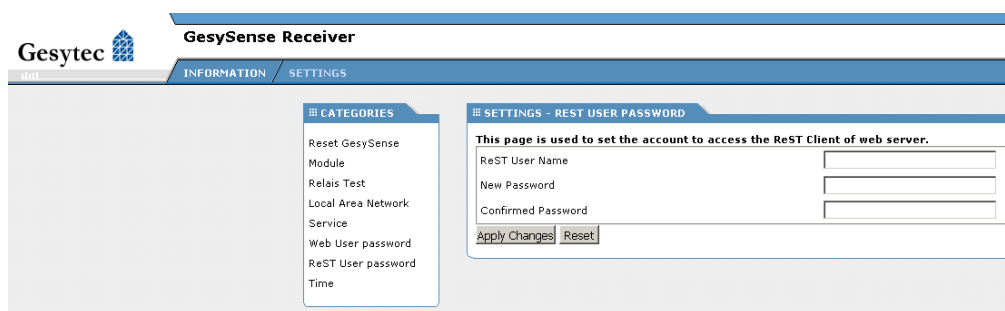 Gesytec
GesySense Receiver
INFORMATION / SETTINGS
CATEGORIES
Reset GesySense
Module
Relais Test
Local Area Network
Service
Web User password
ReST User password
Time
SETTINGS - REST USER PASSWORD
This page is used to set the account to access the ReST Client of web server.
ReST User Name
New Password
Confirmed Password
Apply Changes Reset